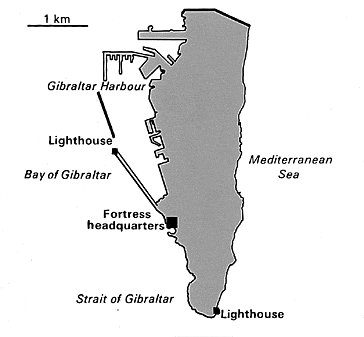 1 km
Gibraltar Harbour
Lighthouse
Mediterranean
Sea
Bay of Gibraltar
Fortress
headquarters
Strait of Gibraltar
Lighthouse